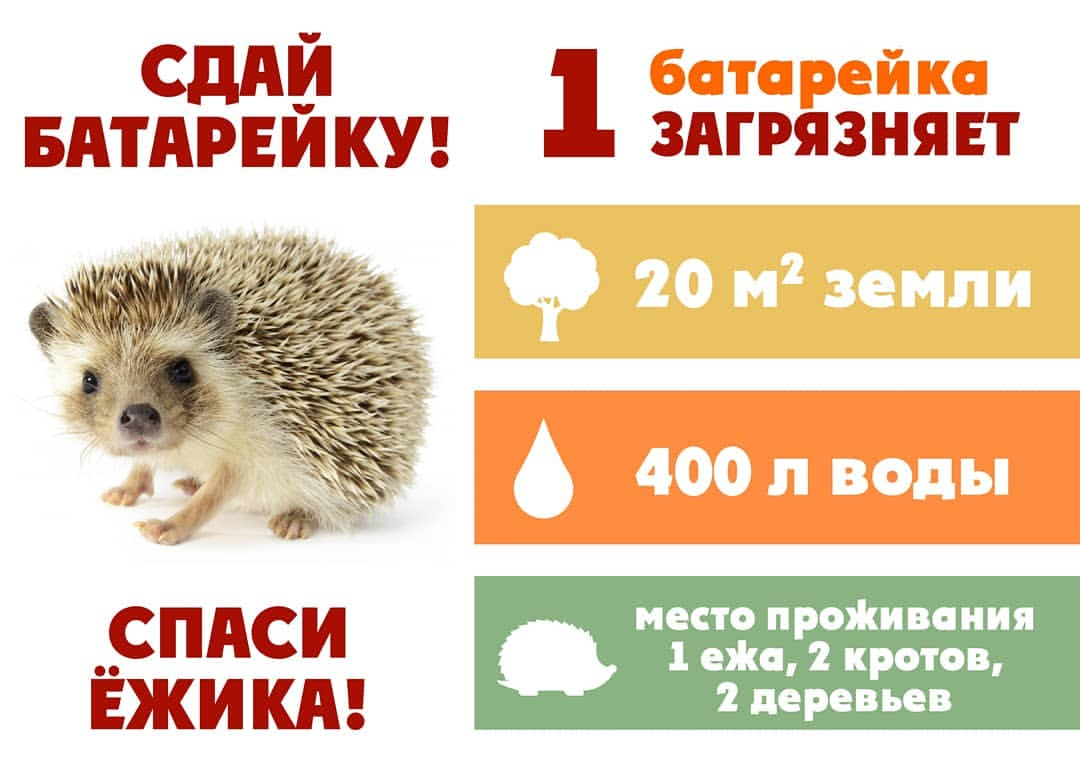 СДАЙ
БАТАРЕЙКУ!
СПАСИ
ЁЖИКА!
1 батарейка
ЗАГРЯЗНЯЕТ
20 м² земли
400 л воды
место проживания
1 ежа, 2 кротов,
2 деревьев